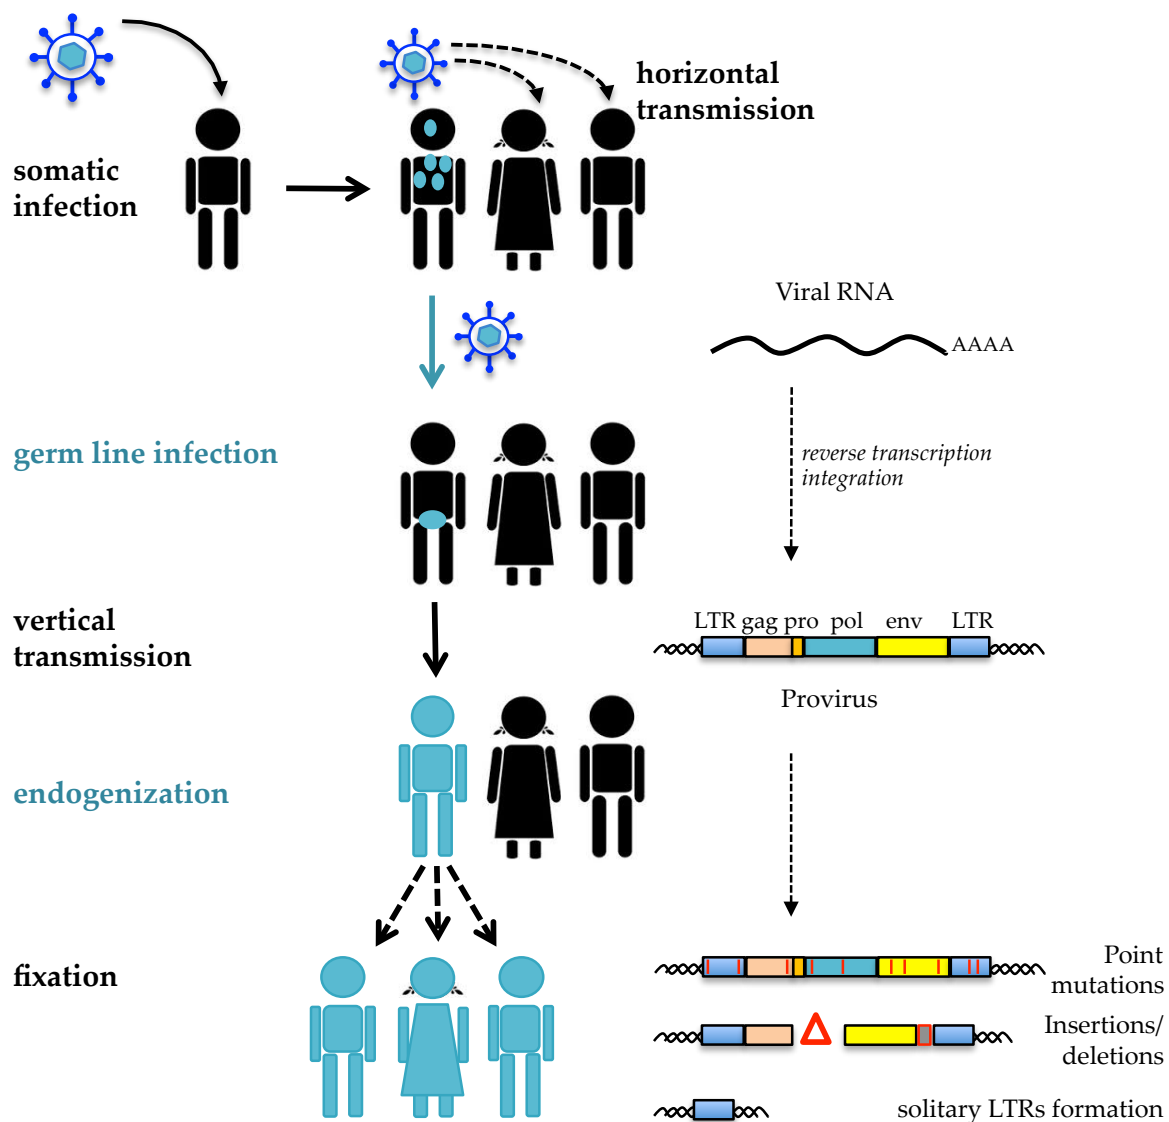 horizontal
transmission
somatic
infection
Viral RNA
AAAA
germ line infection
reverse transcription
integration
vertical
transmission
LTR gag pro pol env LTR
Provirus
endogenization
fixation
Point
mutations
Insertions/
deletions
solitary LTRs formation